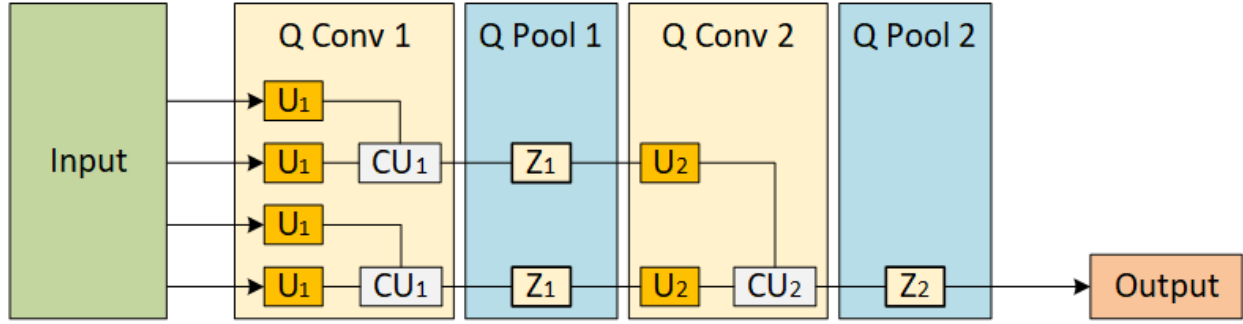 Q Conv 1
Q Pool 1
Q Conv 2
Q Pool 2
U1
Input
U1
CU1
Z1
U2
U1
U1
CU1
Z1
U2
CU2
Z2
Output